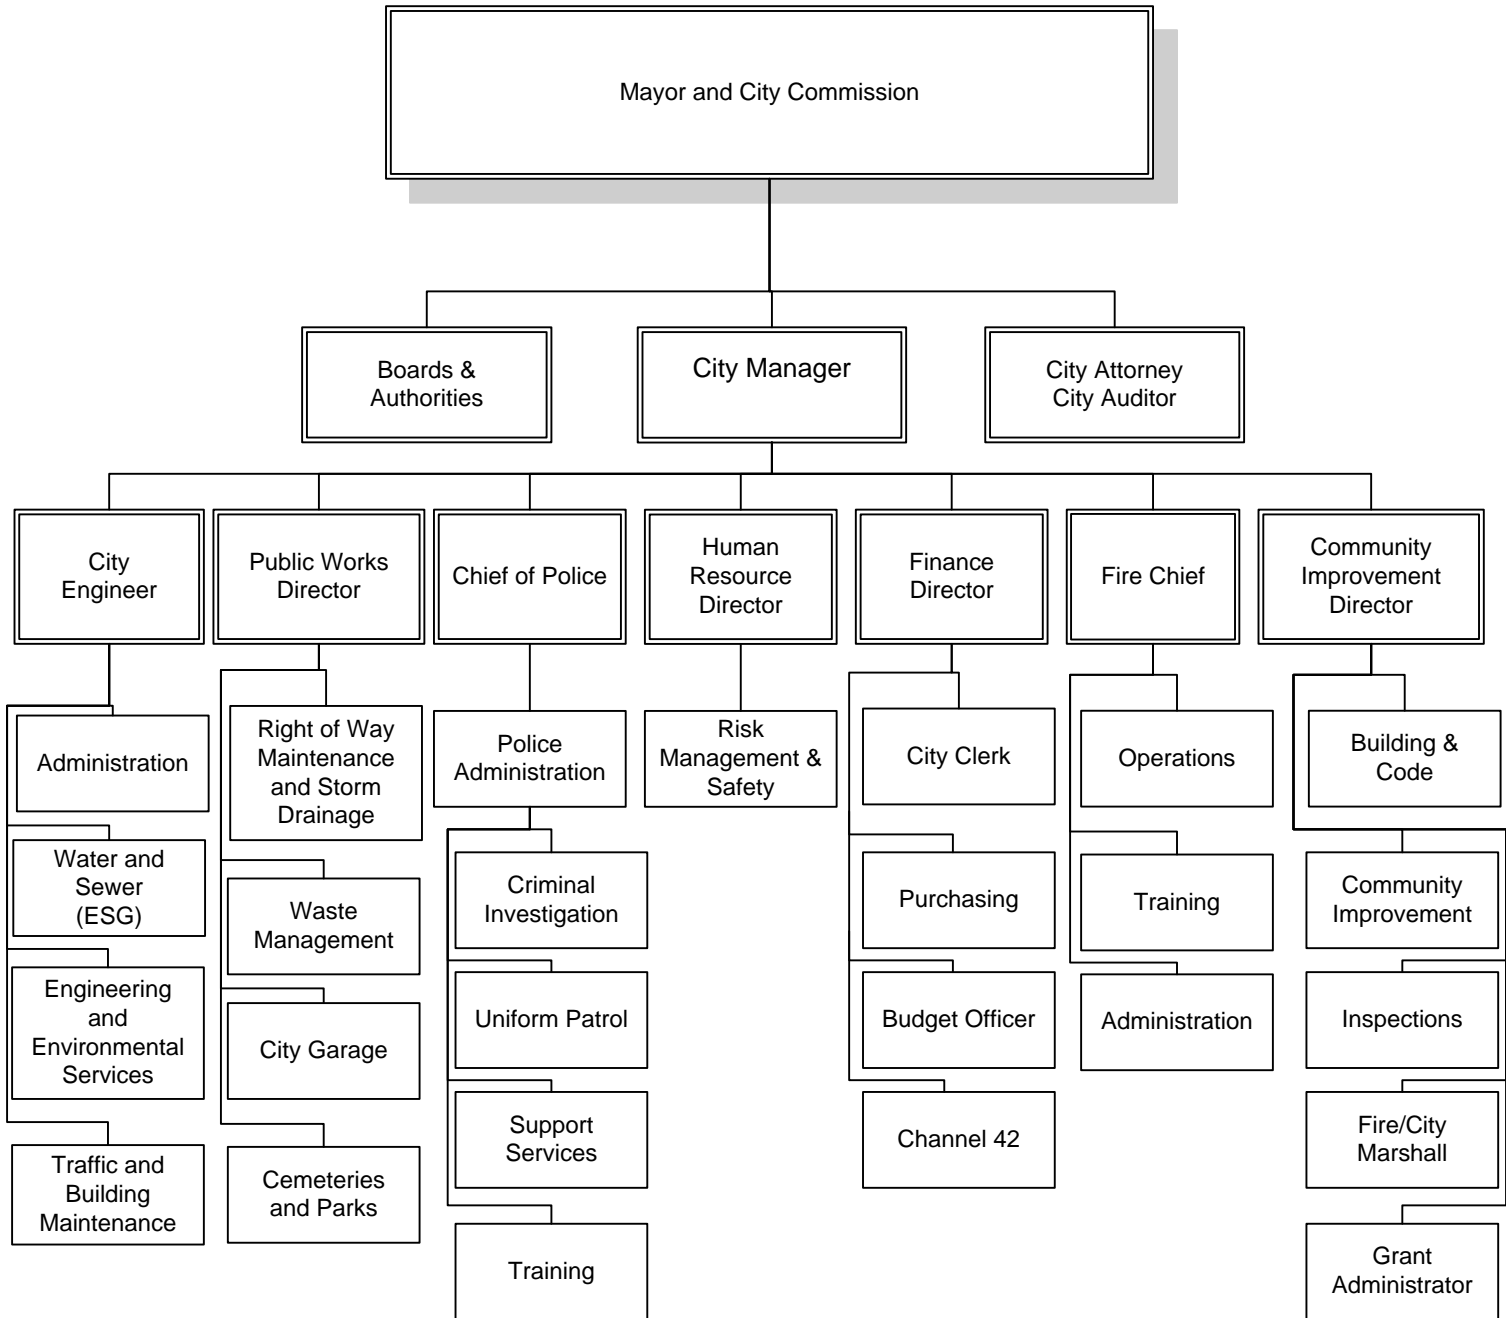 Mayor and City Commission
Boards &
Authorities
City Manager
City Attorney
City Auditor
City
Engineer
Public Works
Director
Chief of Police
Human
Resource
Director
Finance
Director
Fire Chief
Community
Improvement
Director
Administration
Right of Way
Maintenance
and Storm
Drainage
Police
Administration
Risk
Management &
Safety
City Clerk
Operations
Building &
Code
Water and
Sewer
(ESG)
Waste
Management
Criminal
Investigation
Purchasing
Training
Community
Improvement
Engineering
and
Environmental
Services
City Garage
Uniform Patrol
Budget Officer
Administration
Inspections
Traffic and
Building
Maintenance
Cemeteries
and Parks
Support
Services
Channel 42
Fire/City
Marshall
Training
Grant
Administrator